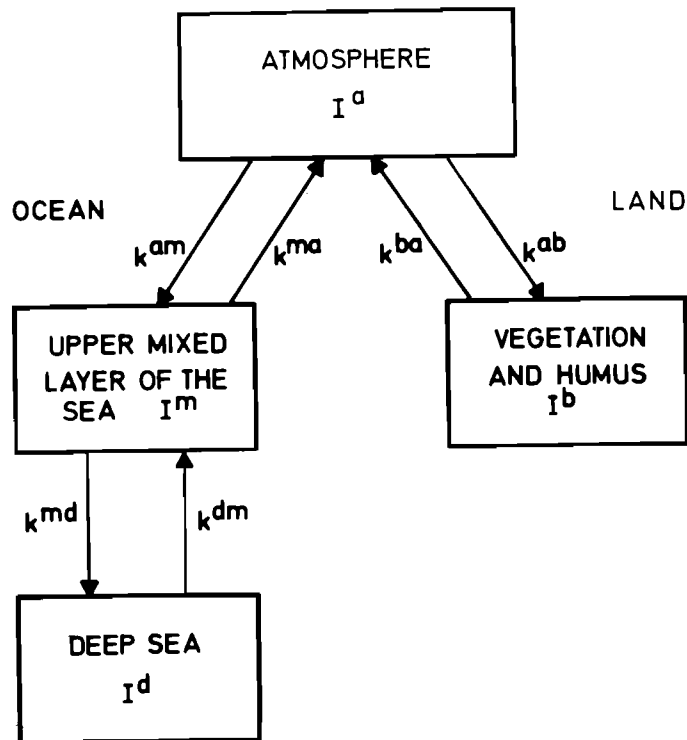 ATMOSPHERE
I^a
OCEAN
LAND
k^am
k^ma
k^ba
k^ab
UPPER MIXED
LAYER OF THE
SEA I^m
VEGETATION
AND HUMUS
I^b
k^md
k^dm
DEEP SEA
I^d